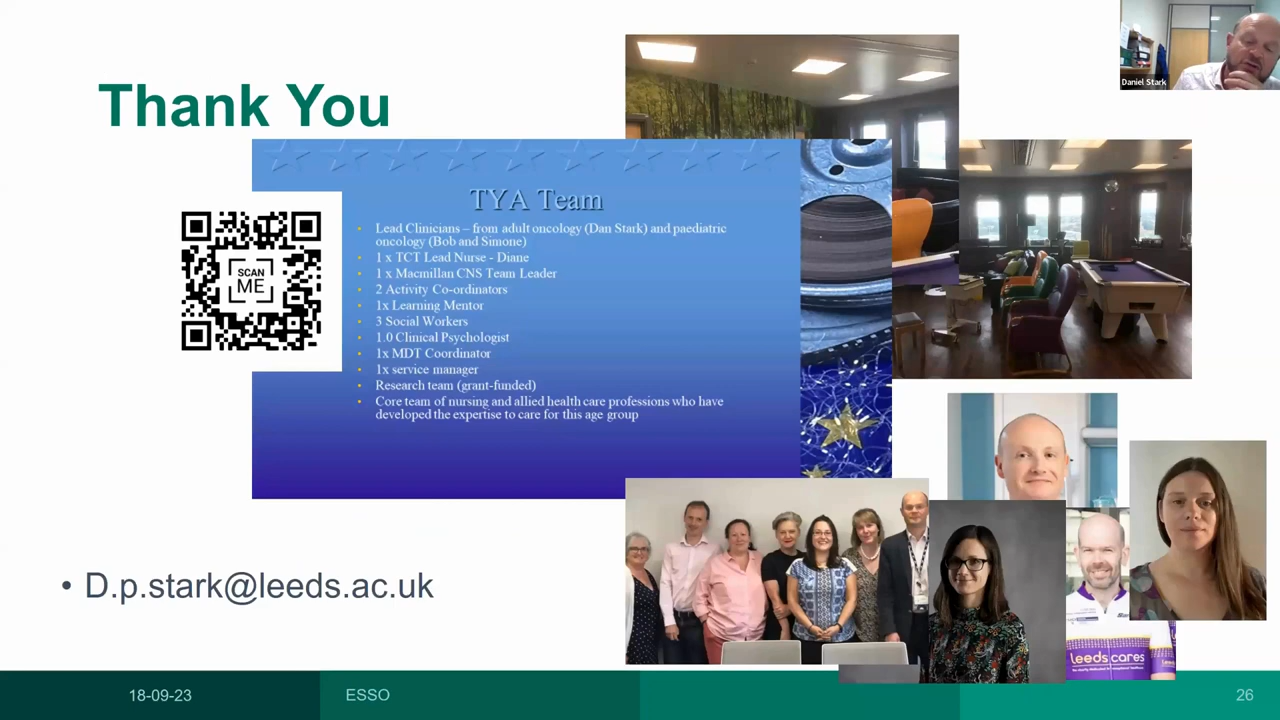 Daniel Stark
Thank You
TYA Team
• Lead Clinicians – from adult oncology (Dan Stark) and paediatric
oncology (Bob and Simone)
• 1 x TCT Lead Nurse - Diane
• 1 x Macmillan CNS Team Leader
• 2 Activity Co-ordinators
• 1x Learning Mentor
• 3 Social Workers
• 1.0 Clinical Psychologist
• 1x MDT Coordinator
• 1x service manager
• Research team (grant-funded)
• Core team of nursing and allied health care professions who have
developed the expertise to care for this age group
SCAN
ME
• D.p.stark@leeds.ac.uk
leeds cares
18-09-23
ESSO
26